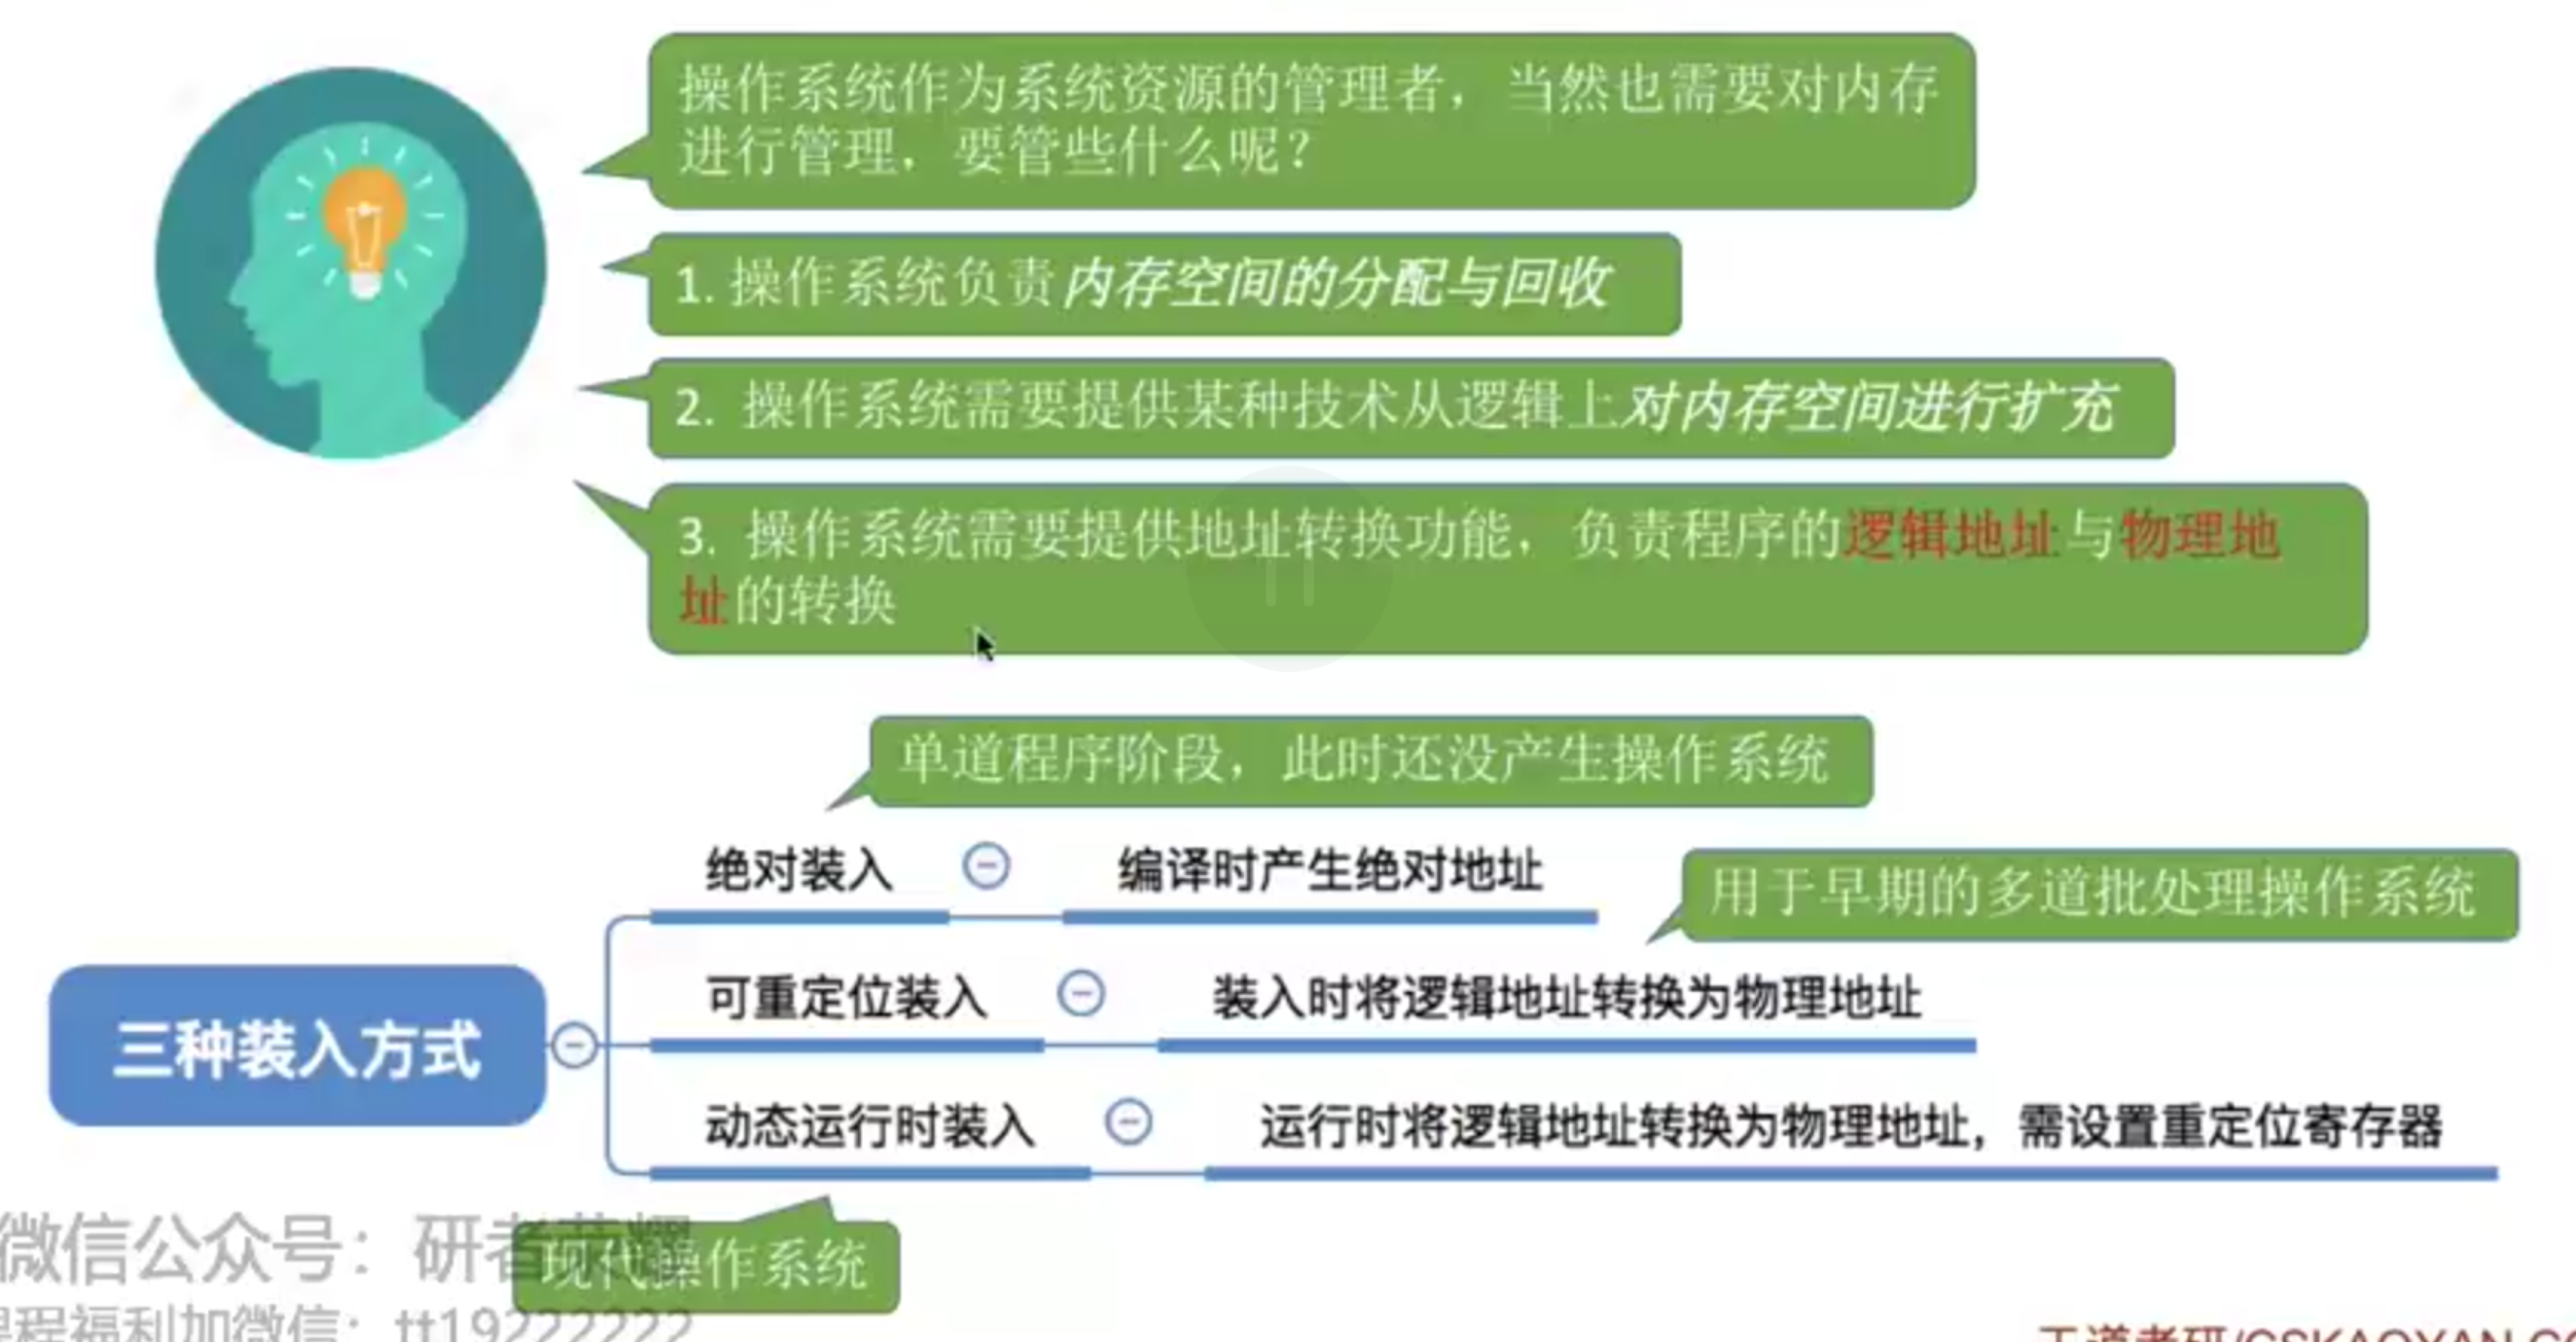 操作系统作为系统资源的管理者，当然也需要对内存
进行管理，要管些什么呢？
1. 操作系统负责内存空间的分配与回收
2. 操作系统需要提供某种技术从逻辑上对内存空间进行扩充
3. 操作系统需要提供地址转换功能，负责程序的逻辑地址与物理地
址的转换
单道程序阶段，此时还没产生操作系统
绝对装入
编译时产生绝对地址
用于早期的多道批处理操作系统
可重定位装入
装入时将逻辑地址转换为物理地址
三种装入方式
动态运行时装入
运行时将逻辑地址转换为物理地址，需设置重定位寄存器
微信公众号：研者荣耀
现代操作系统
程福利加微信：tt19222222
王道考研/CSKAOYAN.CO